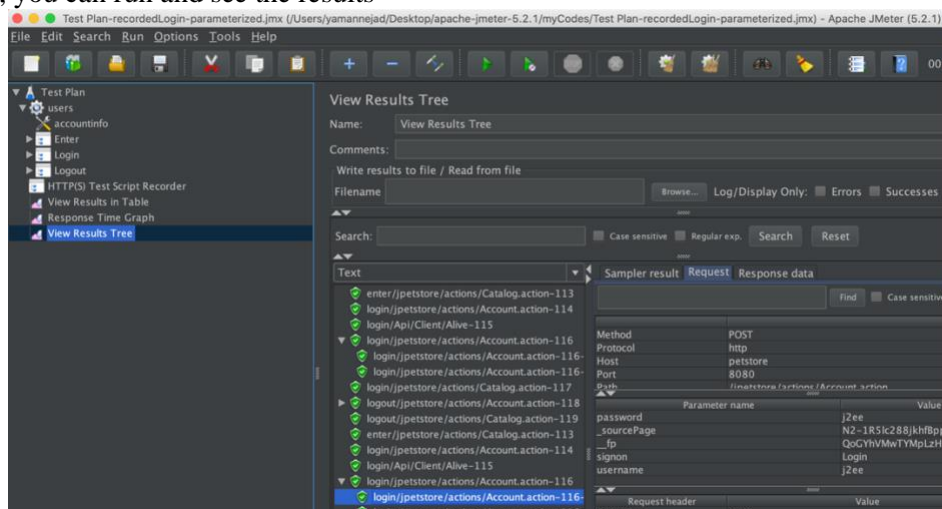 , you can run and see the results
Test Plan-recordedLogin-parameterized.jmx (/Users/yamannejad/Desktop/apache-jmeter-5.2.1/myCodes/Test Plan-recordedLogin-parameterized.jmx) - Apache JMeter (5.2.1)
File Edit Search Run Options Tools Help
00
Test Plan
users
accountinfo
Enter
Login
Logout
HTTP(S) Test Script Recorder
View Results in Table
Response Time Graph
View Results Tree
View Results Tree
Name: View Results Tree
Comments:
Write results to file / Read from file
Filename Browse... Log/Display Only: Errors Successes
Search: Case sensitive Regular exp. Search Reset
Text
enter/jpetstore/actions/Catalog.action-113
login/jpetstore/actions/Account.action-114
login/Api/Client/Alive-115
login/jpetstore/actions/Account.action-116
login/jpetstore/actions/Account.action-116-
login/jpetstore/actions/Account.action-116-
login/jpetstore/actions/Catalog.action-117
logout/jpetstore/actions/Account.action-118
logout/jpetstore/actions/Catalog.action-119
enter/jpetstore/actions/Catalog.action-113
login/jpetstore/actions/Account.action-114
login/Api/Client/Alive-115
login/jpetstore/actions/Account.action-116
login/jpetstore/actions/Account.action-116-
Sampler result Request Response data
Find Case sensitive
Method POST
Protocol http
Host petstore
Port 8080
Path /jpetstore/actions/Account.action
Parameter name Value
password j2ee
_sourcePage
__fp QoGYhVMwTYMpLzH
signon Login
username j2ee
Request header Value